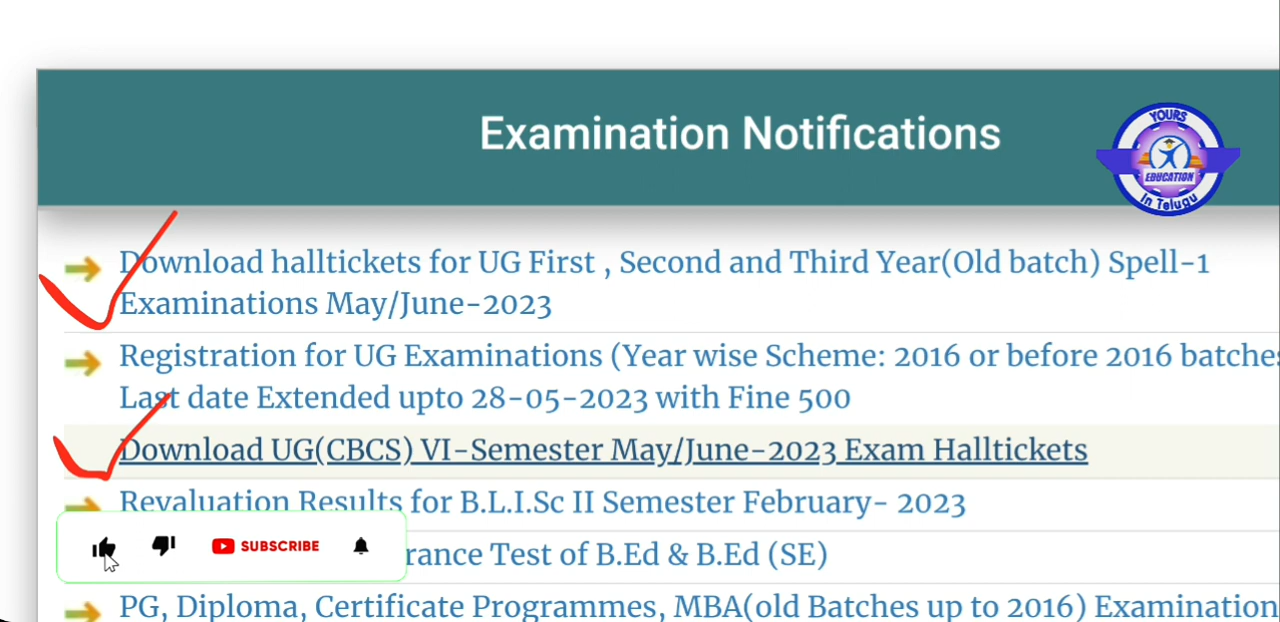 Examination Notifications
YOURS
EDUCATION
In Telugu
Download halltickets for UG First , Second and Third Year(Old batch) Spell-1
Examinations May/June-2023
Registration for UG Examinations (Year wise Scheme: 2016 or before 2016 batches
Last date Extended upto 28-05-2023 with Fine 500
Download UG(CBCS) VI-Semester May/June-2023 Exam Halltickets
Revaluation Results for B.L.I.Sc II Semester February- 2023
SUBSCRIBE
rance Test of B.Ed & B.Ed (SE)
PG, Diploma, Certificate Programmes, MBA(old Batches up to 2016) Examination